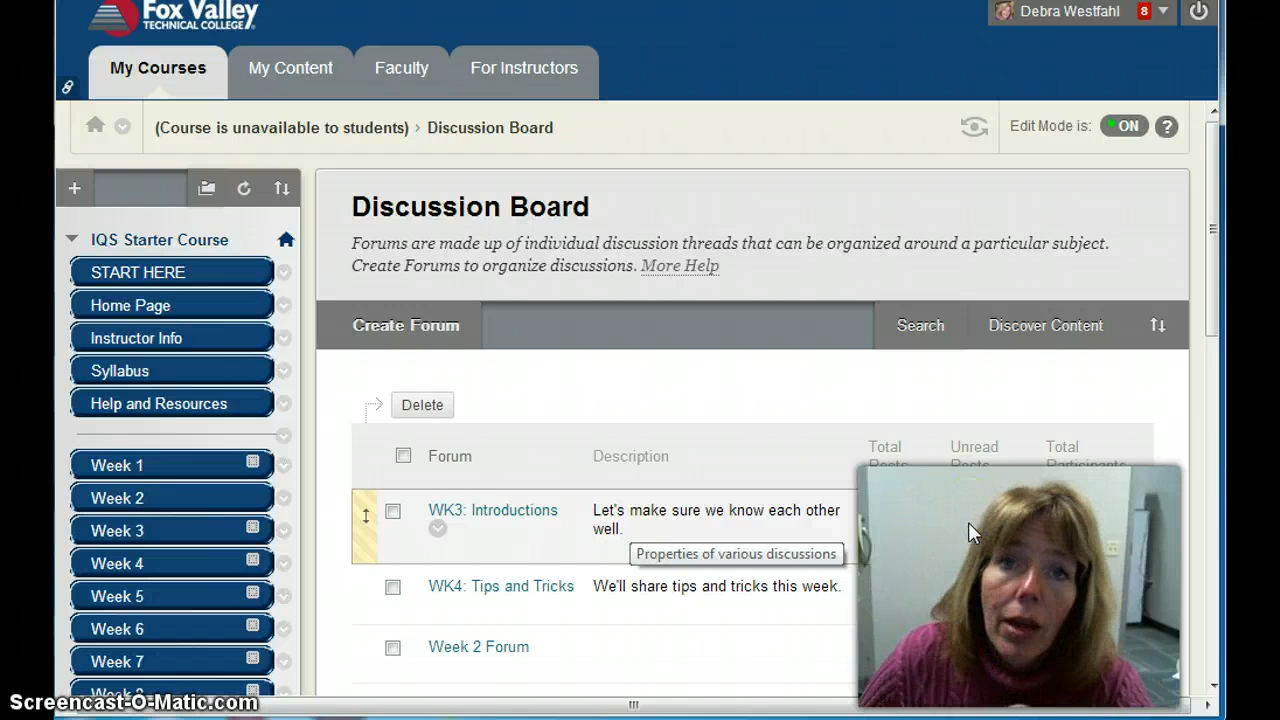 Fox Valley
TECHNICAL COLLEGE
Debra Westfahl 8
My Courses
My Content
Faculty
For Instructors
(Course is unavailable to students) > Discussion Board
Edit Mode is: ON ?
+
IQS Starter Course
START HERE
Home Page
Instructor Info
Syllabus
Help and Resources
Week 1
Week 2
Week 3
Week 4
Week 5
Week 6
Week 7
Discussion Board
Forums are made up of individual discussion threads that can be organized around a particular subject.
Create Forums to organize discussions. More Help
Create Forum
Search
Discover Content
Delete
Forum
Description
Total
Posts
Unread
Posts
Total
Participants
WK3: Introductions
Let's make sure we know each other
well.
Properties of various discussions
WK4: Tips and Tricks
We'll share tips and tricks this week.
Week 2 Forum
Screencast-O-Matic.com